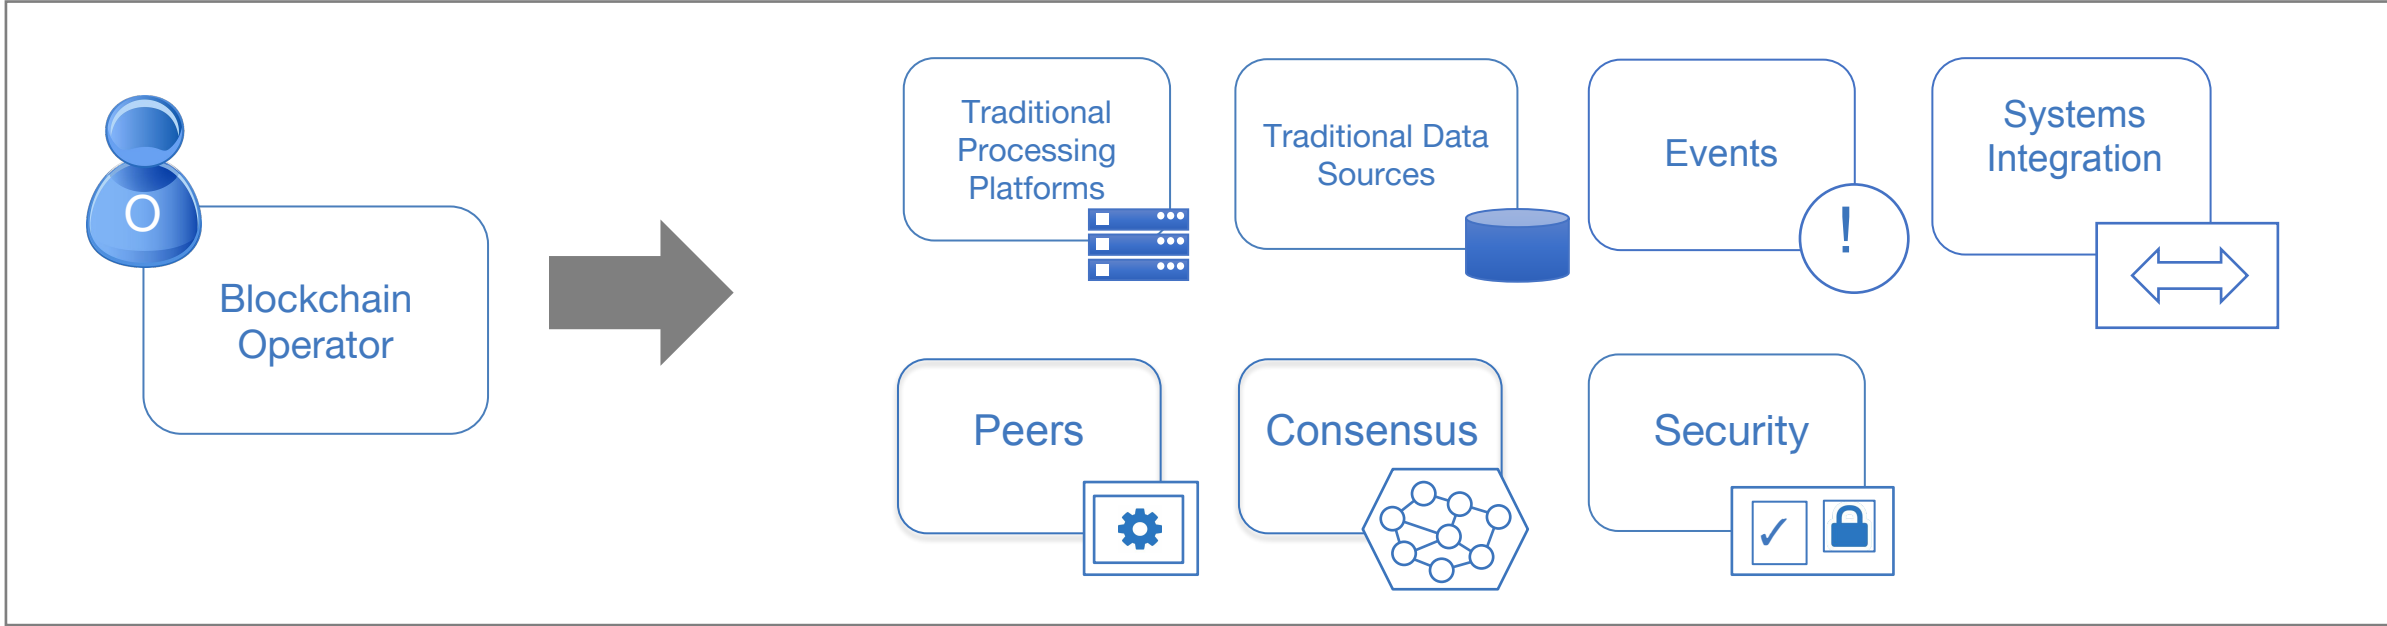 O
Blockchain
Operator
Traditional
Processing
Platforms
Traditional Data
Sources
Events
!
Systems
Integration
Peers
Consensus
Security
✓